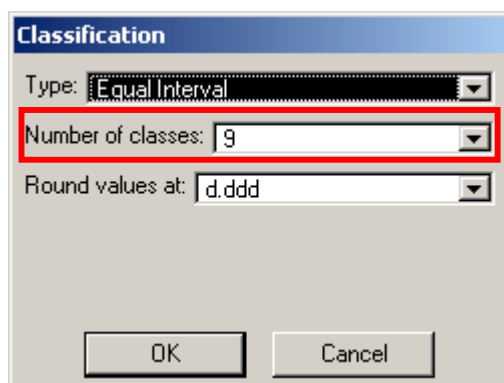 Classification
Type: Equal Interval
Number of classes: 9
Round values at: d.ddd
OK Cancel